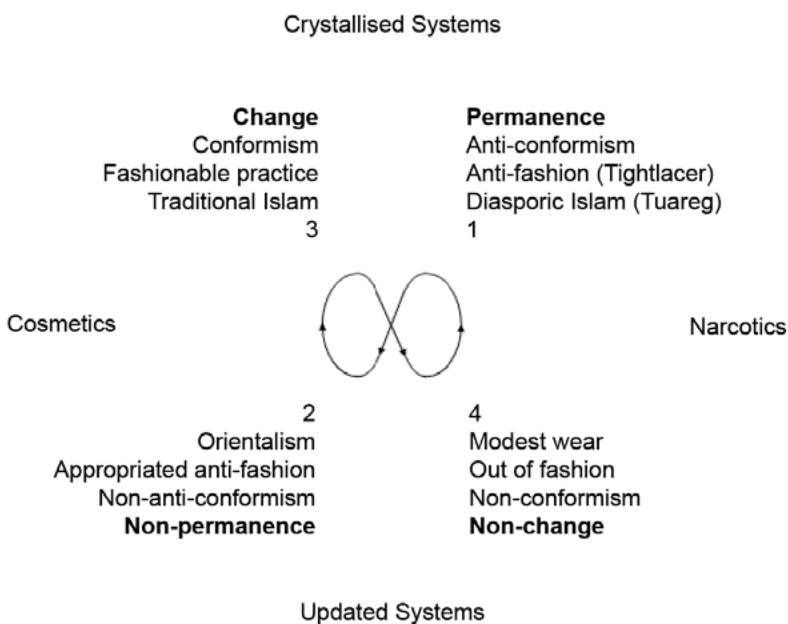 Crystallised Systems
Change
Conformism
Fashionable practice
Traditional Islam
3
Permanence
Anti-conformism
Anti-fashion (Tightlacer)
Diasporic Islam (Tuareg)
1
Cosmetics
Narcotics
2
Orientalism
Appropriated anti-fashion
Non-anti-conformism
Non-permanence
4
Modest wear
Out of fashion
Non-conformism
Non-change
Updated Systems